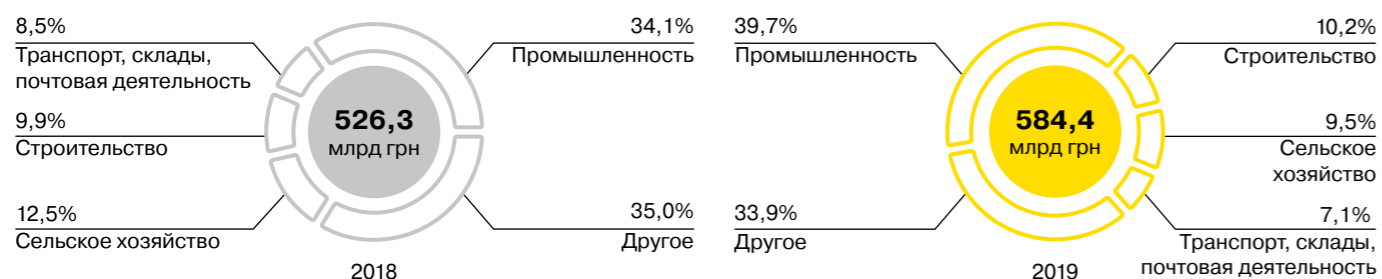 8,5%
Транспорт, склады,
почтовая деятельность
9,9%
Строительство
12,5%
Сельское хозяйство
526,3
млрд грн
34,1%
Промышленность
35,0%
Другое
2018
39,7%
Промышленность
33,9%
Другое
584,4
млрд грн
10,2%
Строительство
9,5%
Сельское
хозяйство
7,1%
Транспорт, склады,
почтовая деятельность
2019